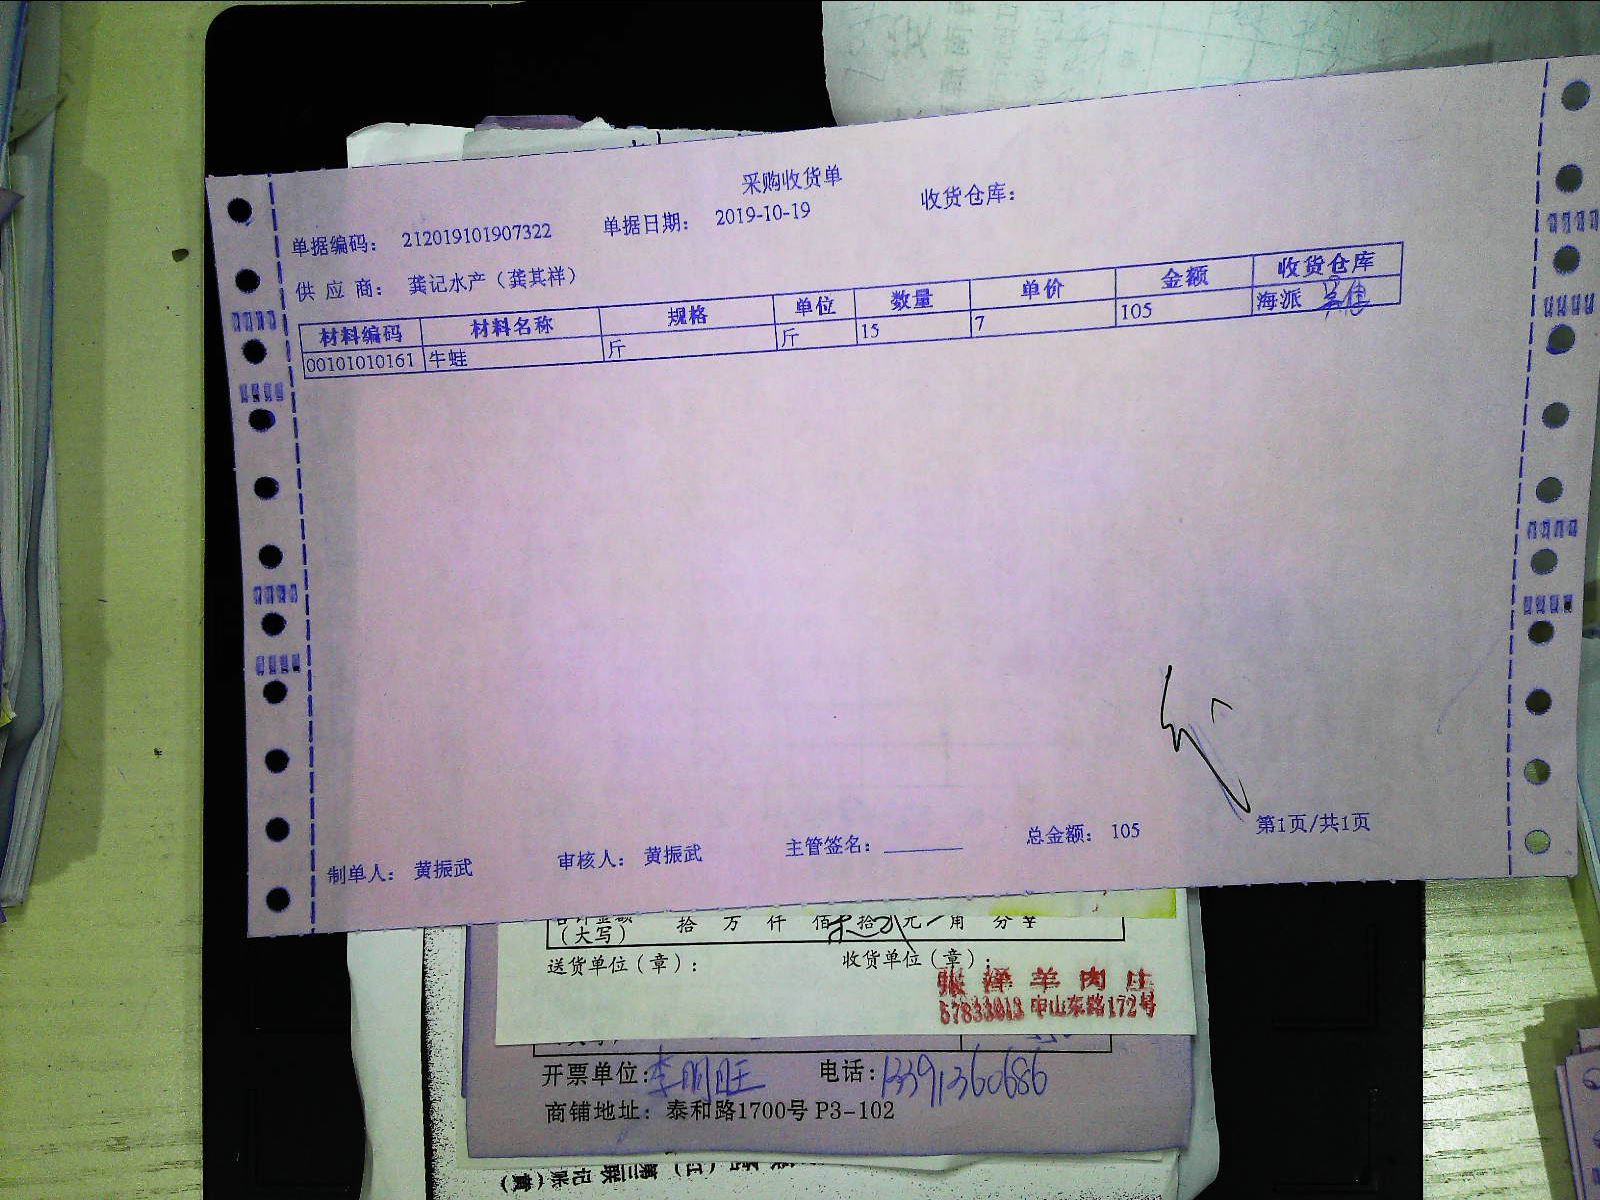 采购收货单
单据编码： 212019101907322 单据日期： 2019-10-19 收货仓库：
供 应 商： 龚记水产（龚其祥）
材料编码 材料名称 规格 单位 数量 单价 金额 收货仓库
00101010161 牛蛙 斤 斤 15 7 105 海派
制单人： 黄振武 审核人： 黄振武 主管签名： 总金额： 105 第1页/共1页
（大写） 拾 万 仟 佰 拾 元 角 分
送货单位（章）： 收货单位（章）：
张泽羊肉庄
57833013 中山东路172号
开票单位:李明旺 电话:13391360686
商铺地址: 泰和路1700号 P3-102